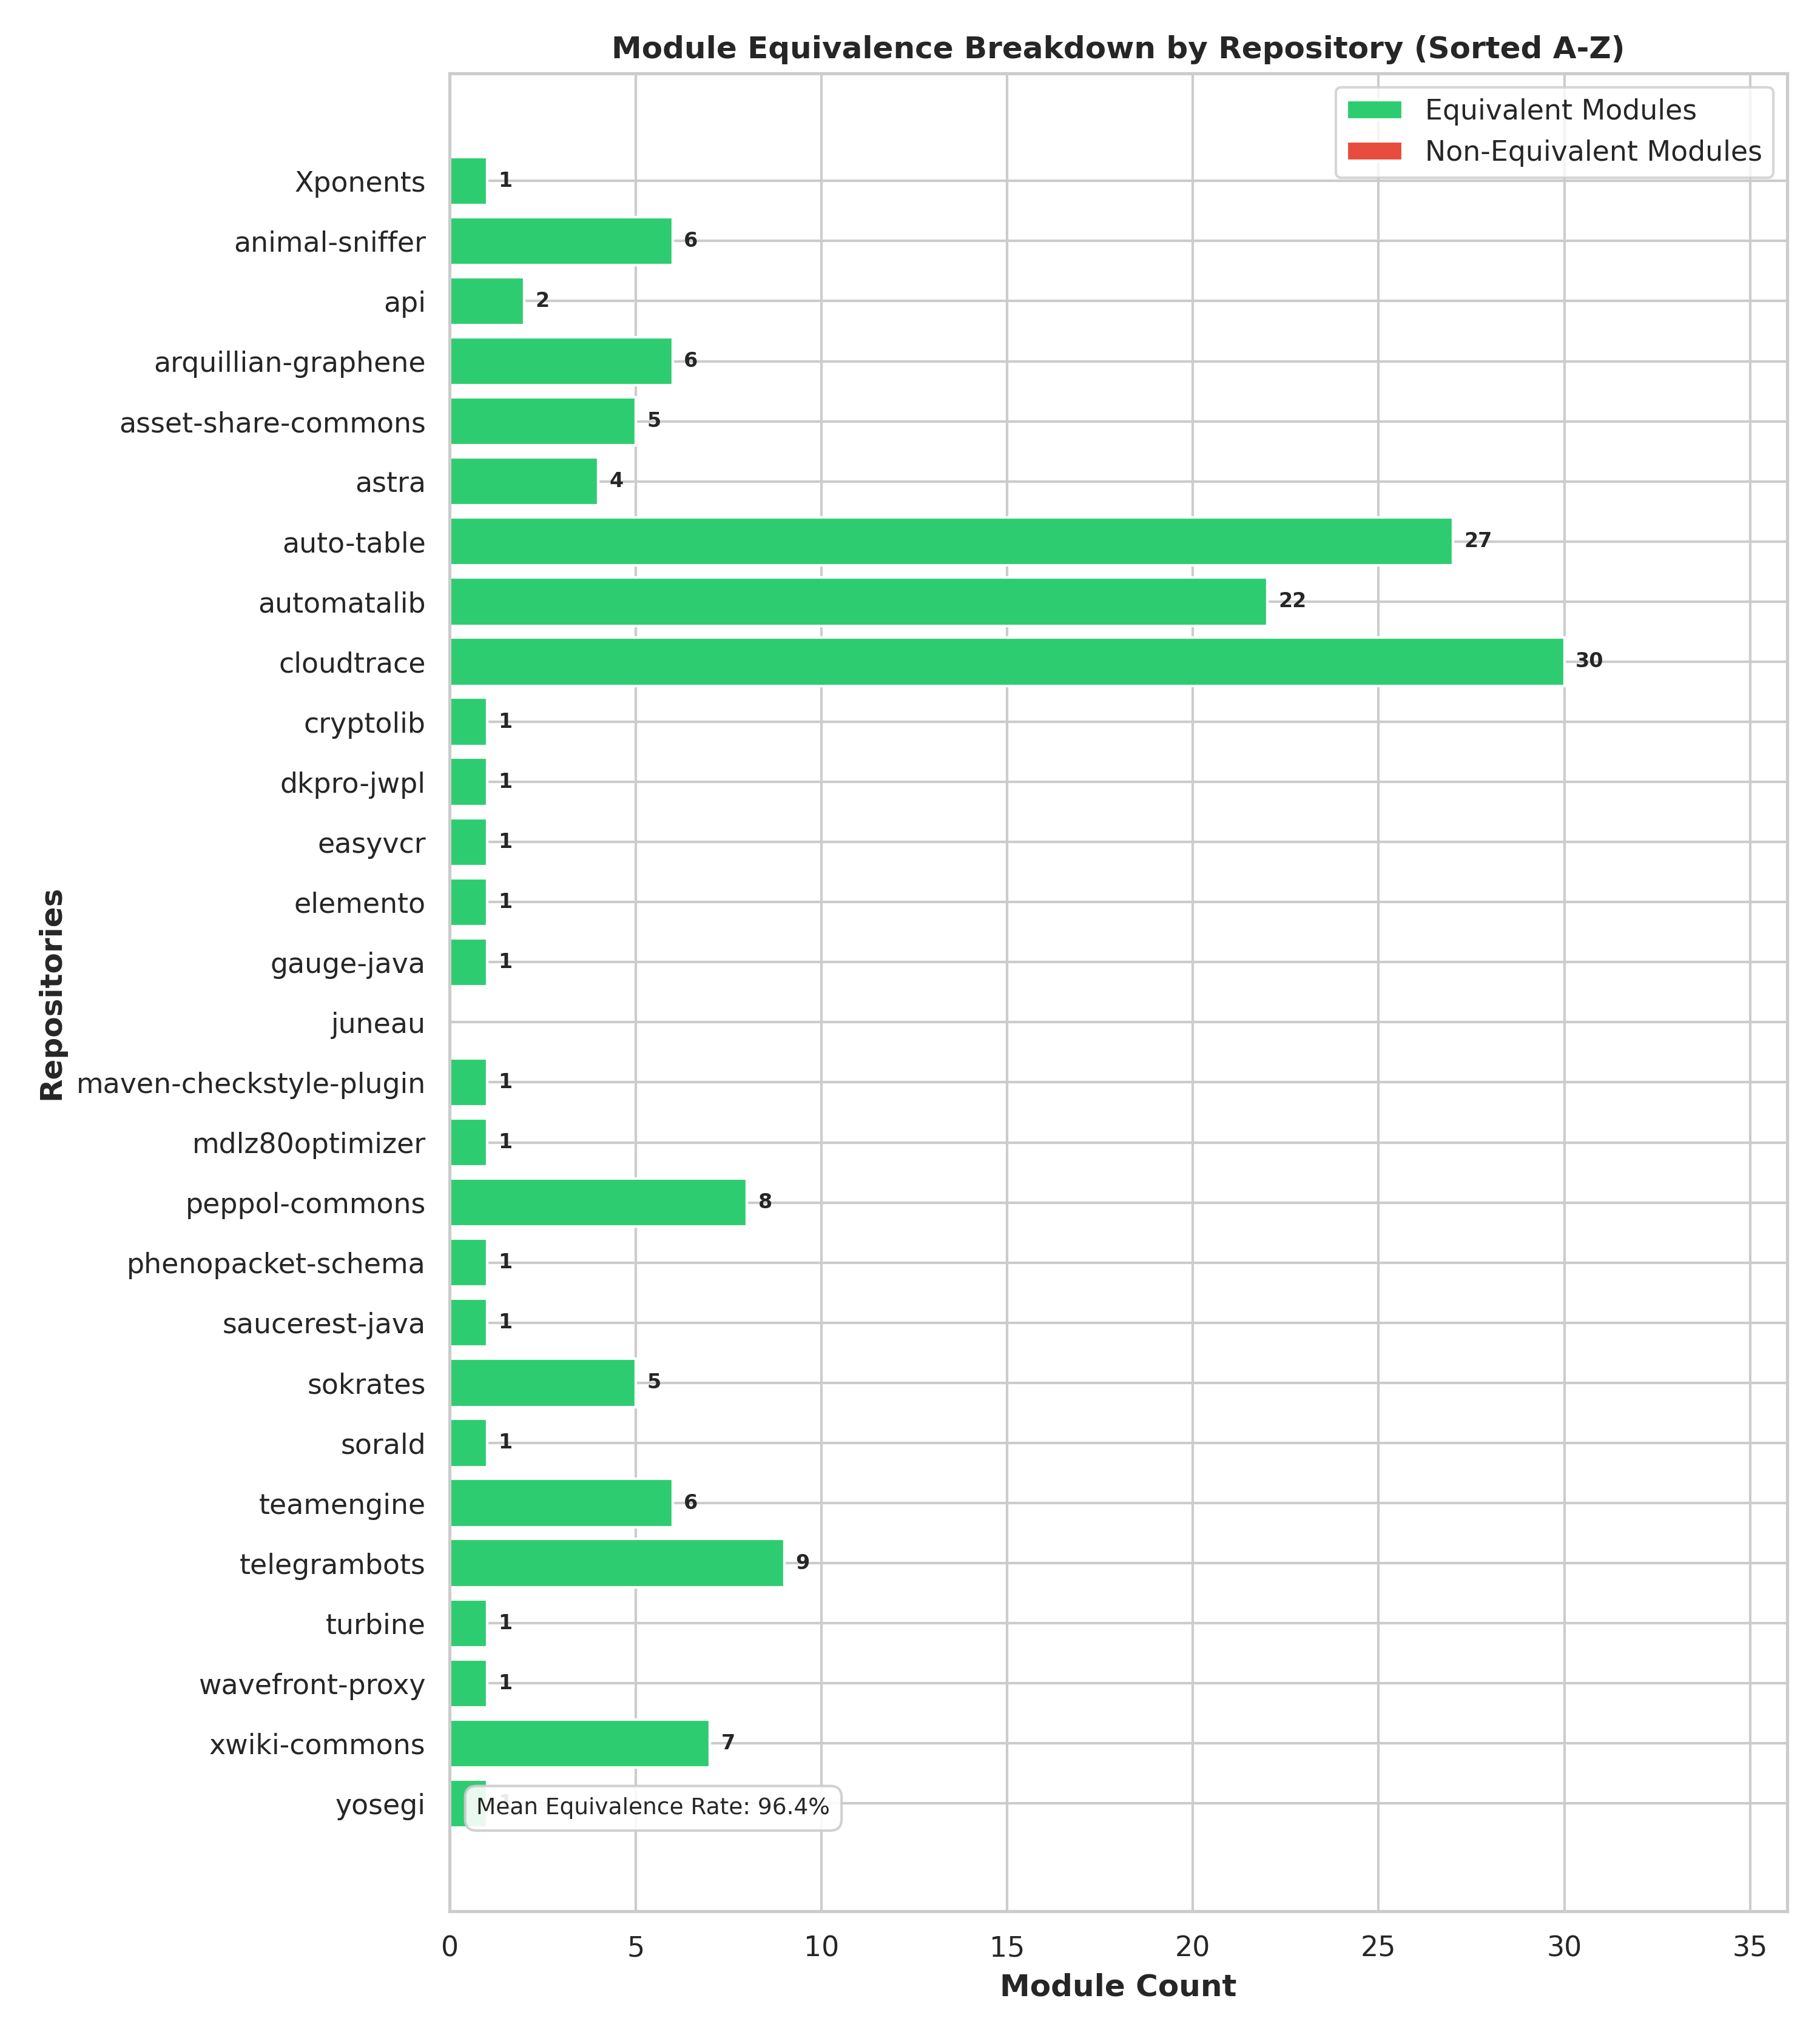 Module Equivalence Breakdown by Repository (Sorted A-Z)
Equivalent Modules
Non-Equivalent Modules
Repositories
Xponents 1
animal-sniffer 6
api 2
arquillian-graphene 6
asset-share-commons 5
astra 4
auto-table 27
automatalib 22
cloudtrace 30
cryptolib 1
dkpro-jwpl 1
easyvcr 1
elemento 1
gauge-java 1
juneau
maven-checkstyle-plugin 1
mdlz80optimizer 1
peppol-commons 8
phenopacket-schema 1
saucerest-java 1
sokrates 5
sorald 1
teamengine 6
telegrambots 9
turbine 1
wavefront-proxy 1
xwiki-commons 7
yosegi
Mean Equivalence Rate: 96.4%
0 5 10 15 20 25 30 35
Module Count